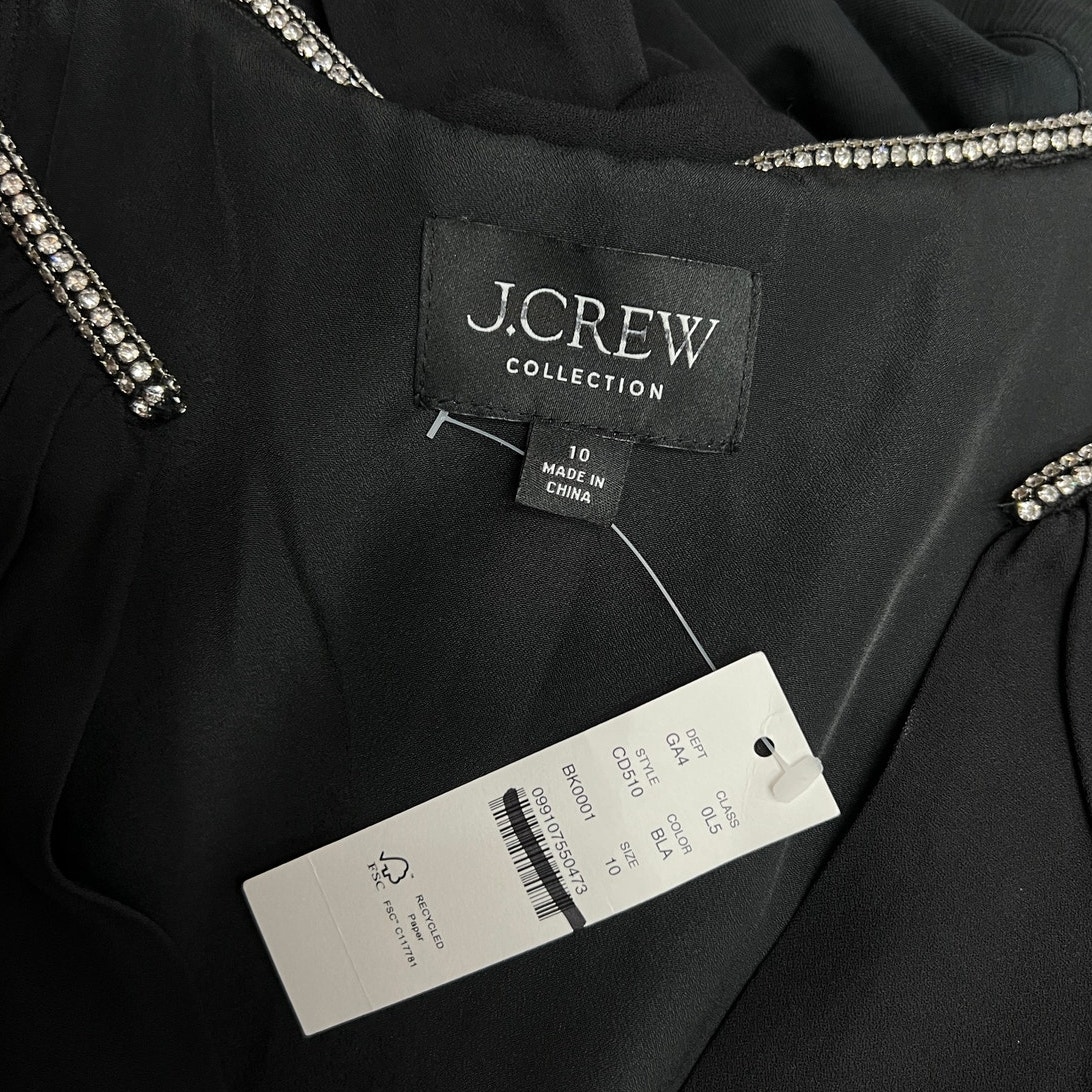 J.CREW
COLLECTION
10
MADE IN
CHINA
DEPT
GA4
CLASS
0L5
STYLE
CD510
COLOR
BLA
SIZE
10
BK0001
099107550473
FSC
FSC™ C117781
RECYCLED
Paper